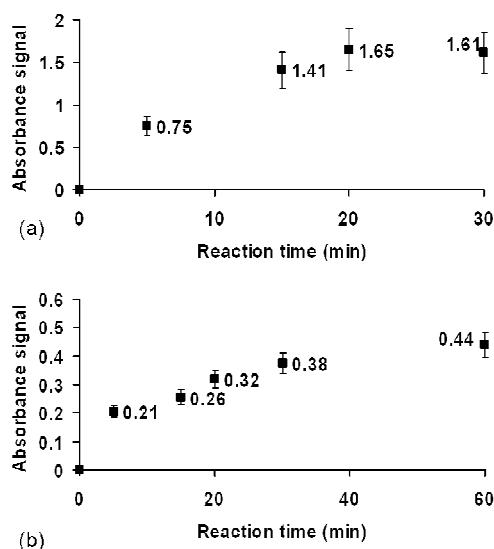 2
1.5
1
0.5
0
0.75
1.41
1.65
1.61
0 10 20 30
Absorbance signal
Reaction time (min)
(a)
0.6
0.5
0.4
0.3
0.2
0.1
0
0.21
0.26
0.32
0.38
0.44
0 20 40 60
Absorbance signal
Reaction time (min)
(b)